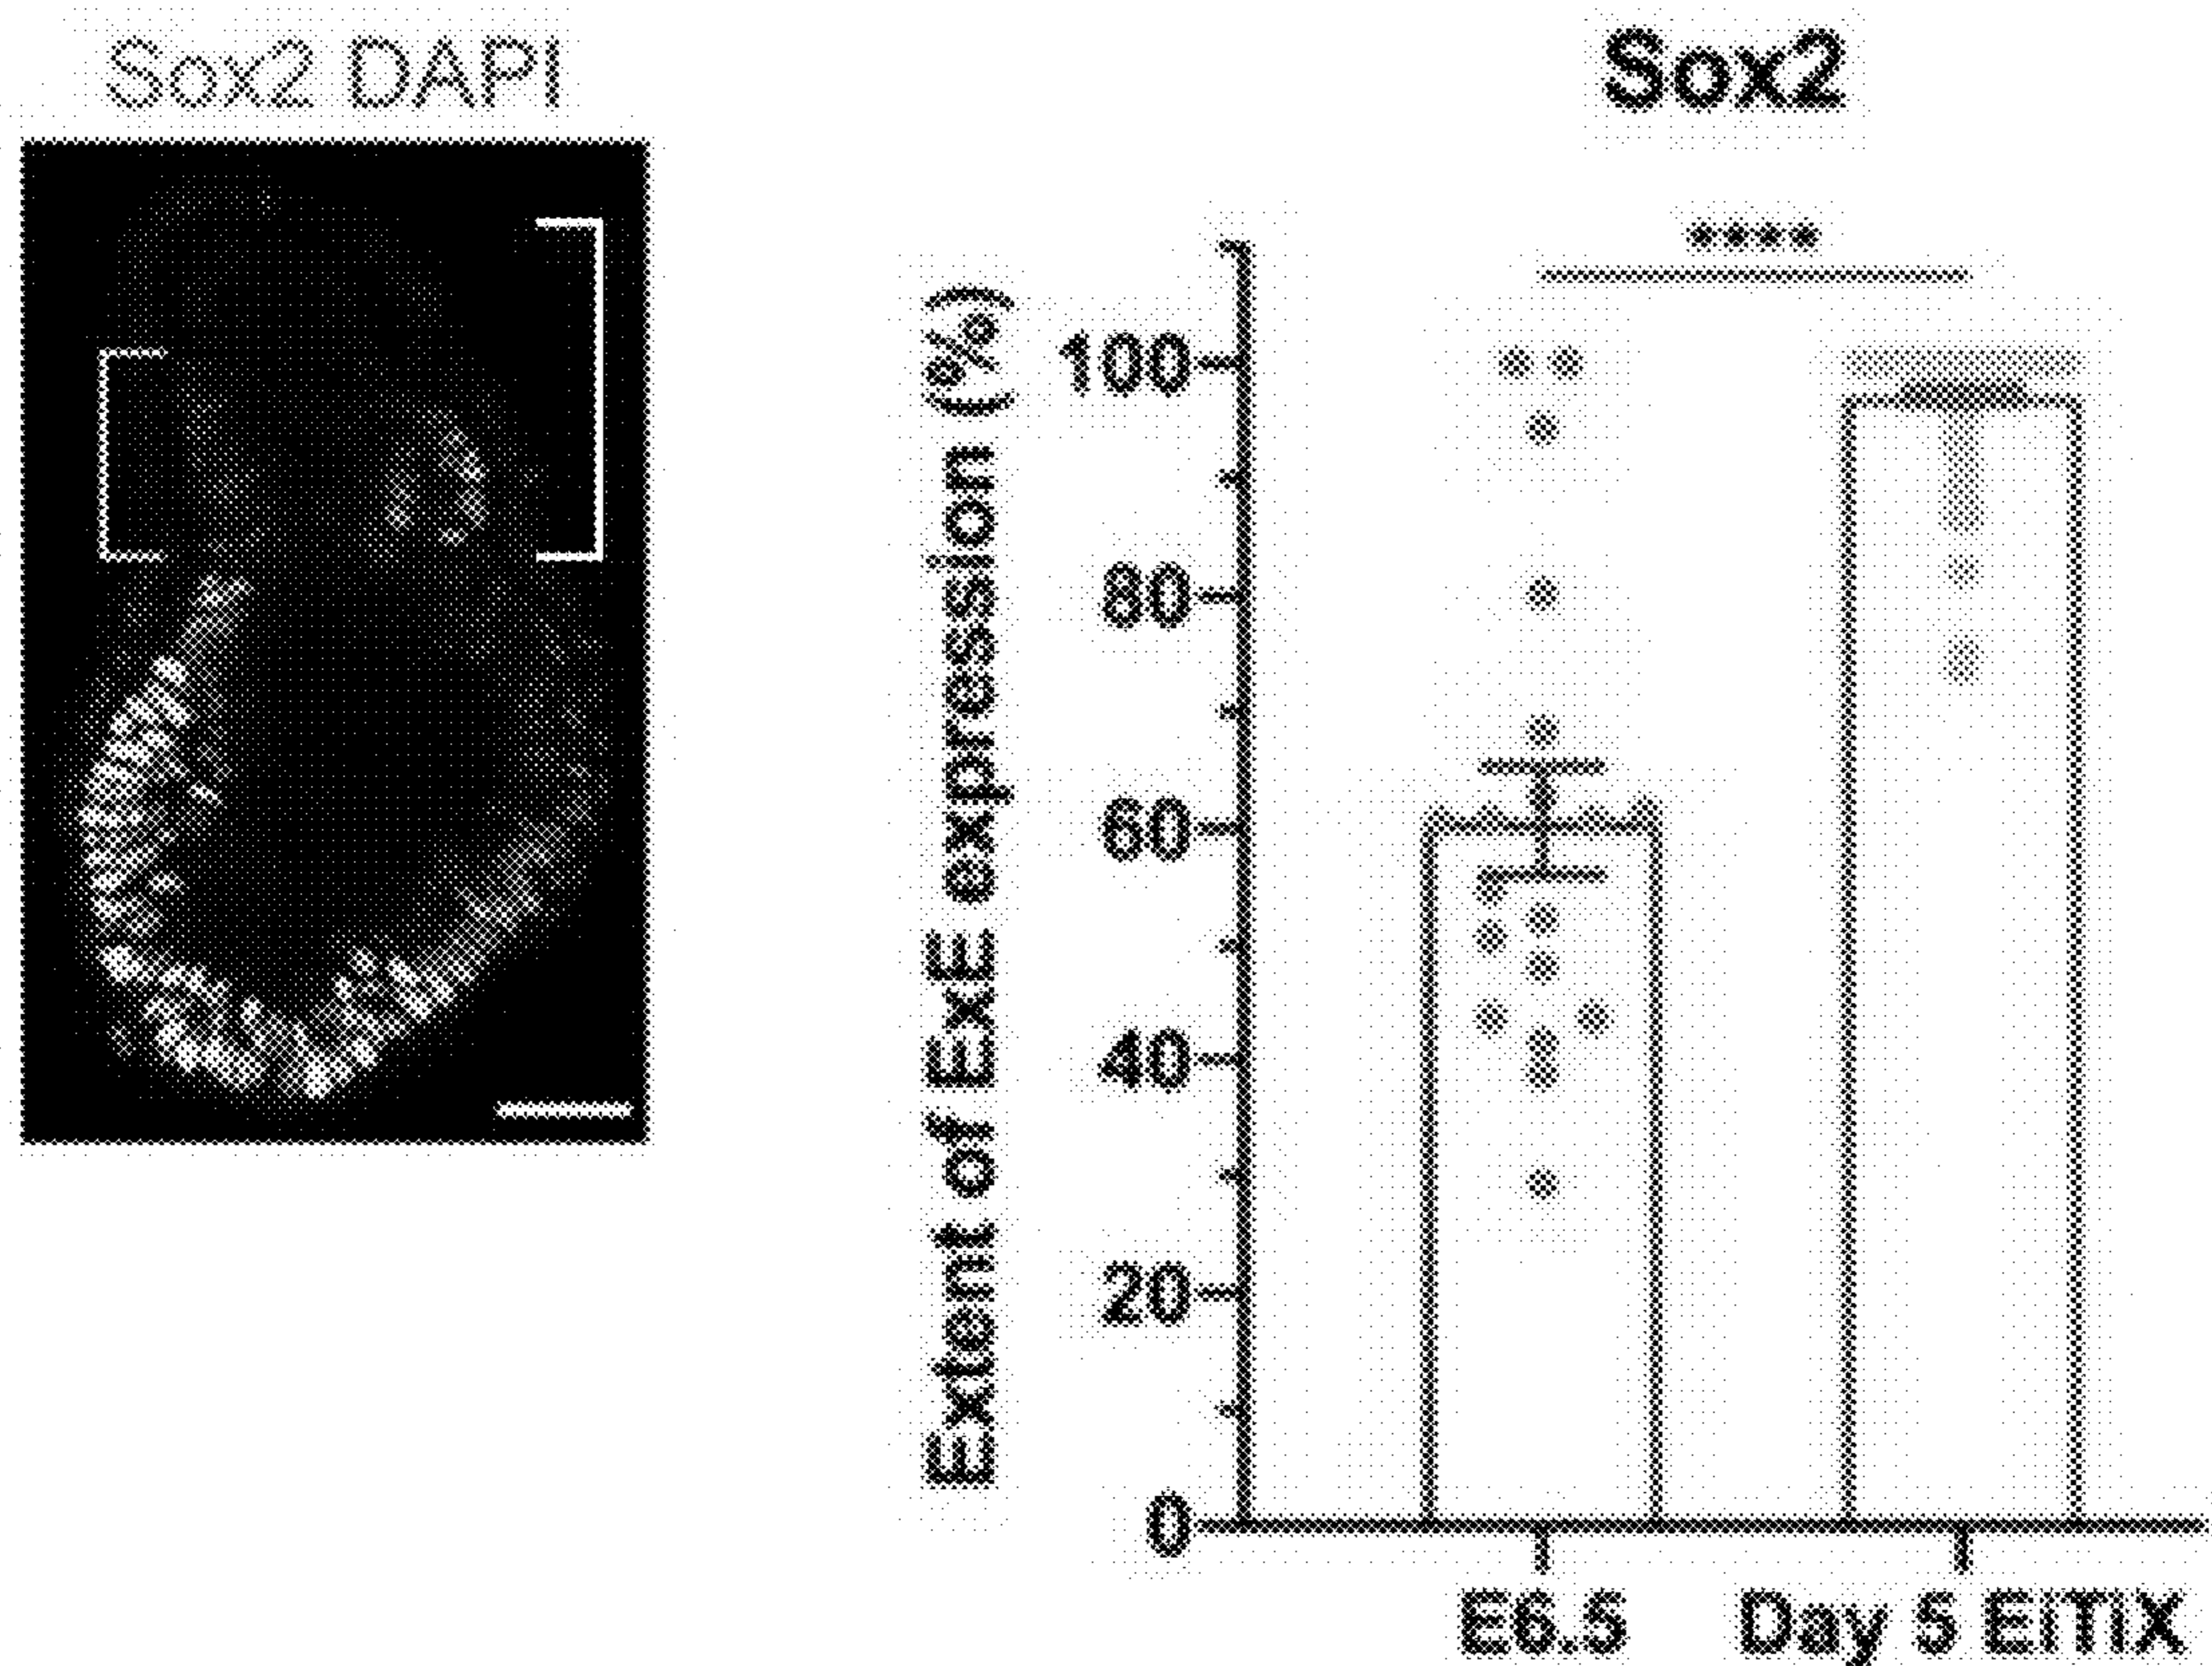 Sox2 DAPI
Sox2
****
Extent of ExE expression (%)
100
80
60
40
20
0
E6.5
Day 5 EiTiX